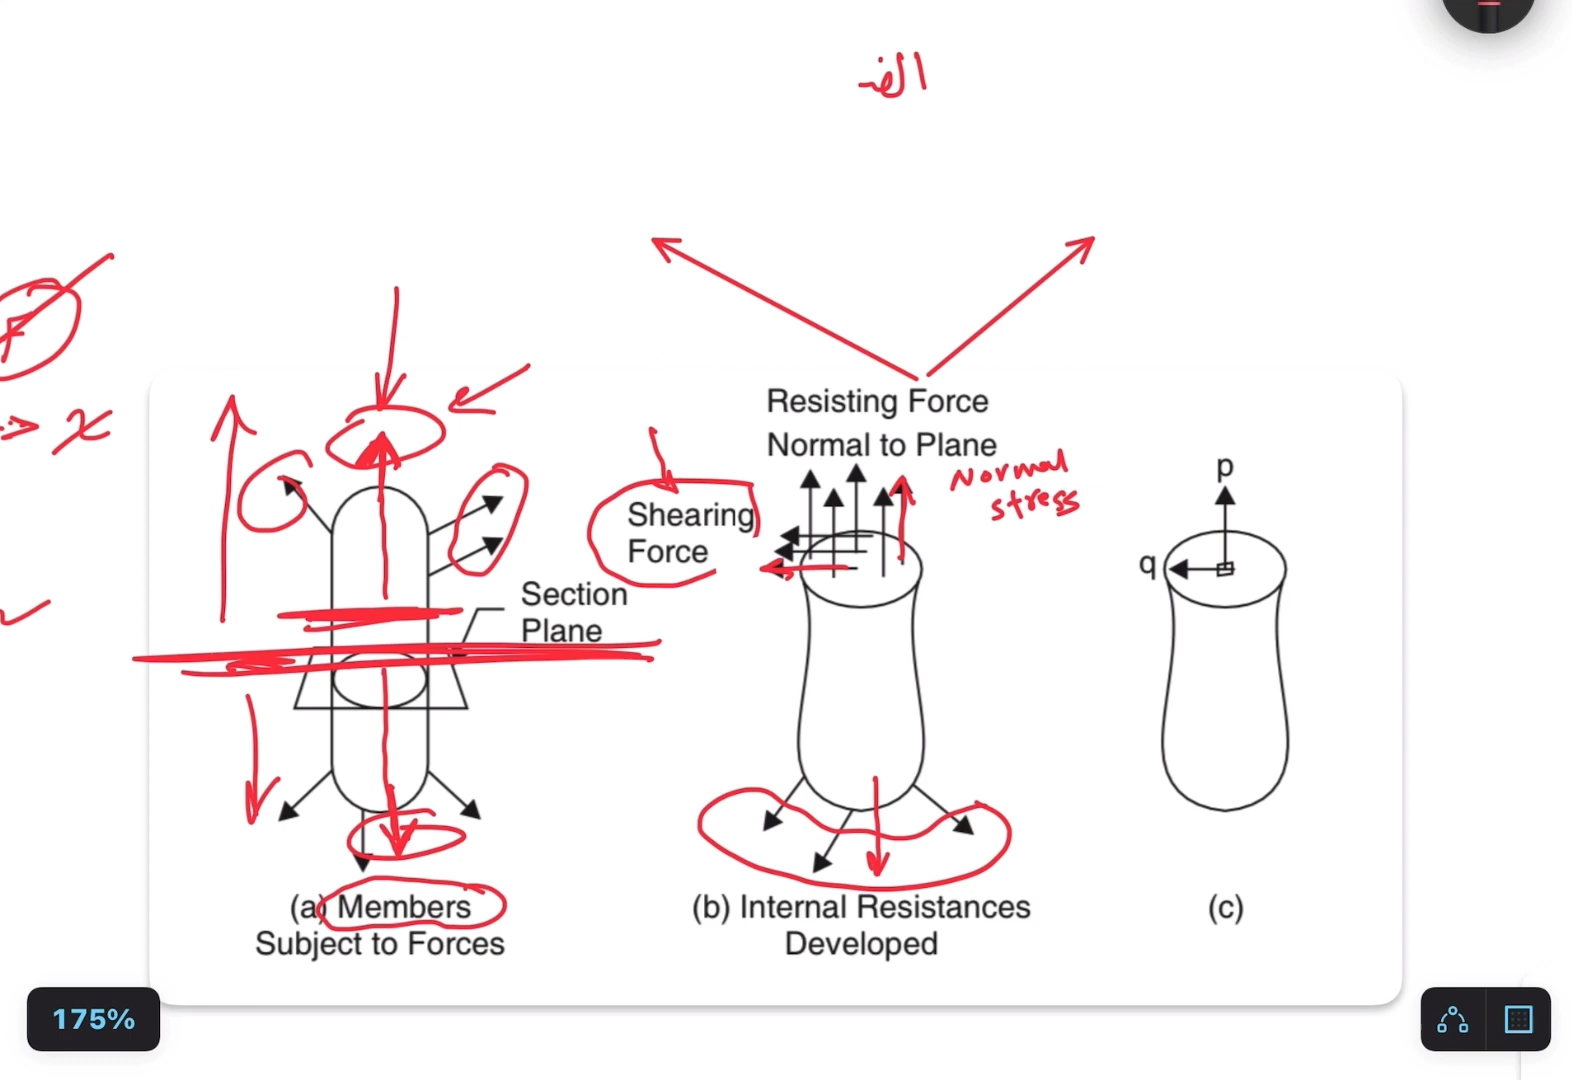 F
x
Resisting Force
Normal to Plane
Normal
stress
Shearing
Force
Section
Plane
p
q
(a) Members
Subject to Forces
(b) Internal Resistances
Developed
(c)
175%